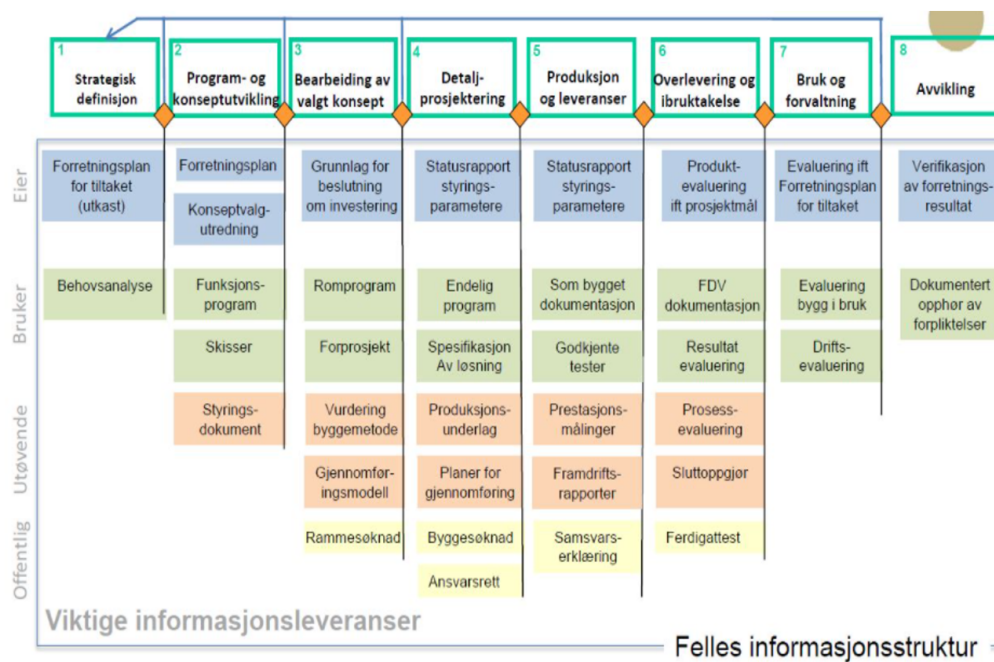 1
Strategisk
definisjon
2
Program- og
konseptutvikling
3
Bearbeiding av
valgt konsept
4
Detalj-
prosjektering
5
Produksjon
og leveranser
6
Overlevering og
ibruktakelse
7
Bruk og
forvaltning
8
Avvikling
Eier
Forretningsplan
for tiltaket
(utkast)
Forretningsplan
Konseptvalg-
utredning
Grunnlag for
beslutning
om investering
Statusrapport
styrings-
parametere
Statusrapport
styrings-
parametere
Produkt-
evaluering
ift prosjektmål
Evaluering ift
Forretningsplan
for tiltaket
Verifikasjon
av forretnings-
resultat
Bruker
Behovsanalyse
Funksjons-
program
Skisser
Romprogram
Forprosjekt
Endelig
program
Spesifikasjon
Av løsning
Som bygget
dokumentasjon
Godkjente
tester
FDV
dokumentasjon
Resultat
evaluering
Evaluering
bygg i bruk
Drifts-
evaluering
Dokumentert
opphør av
forpliktelser
Utøvende
Styrings-
dokument
Vurdering
byggemetode
Gjennomfør-
ingsmodell
Produksjons-
underlag
Planer for
gjennomføring
Prestasjons-
målinger
Framdrifts-
rapporter
Prosess-
evaluering
Sluttoppgjør
Offentlig
Rammesøknad
Byggesøknad
Ansvarsrett
Samsvars-
erklæring
Ferdigattest
Viktige informasjonsleveranser
Felles informasjonsstruktur